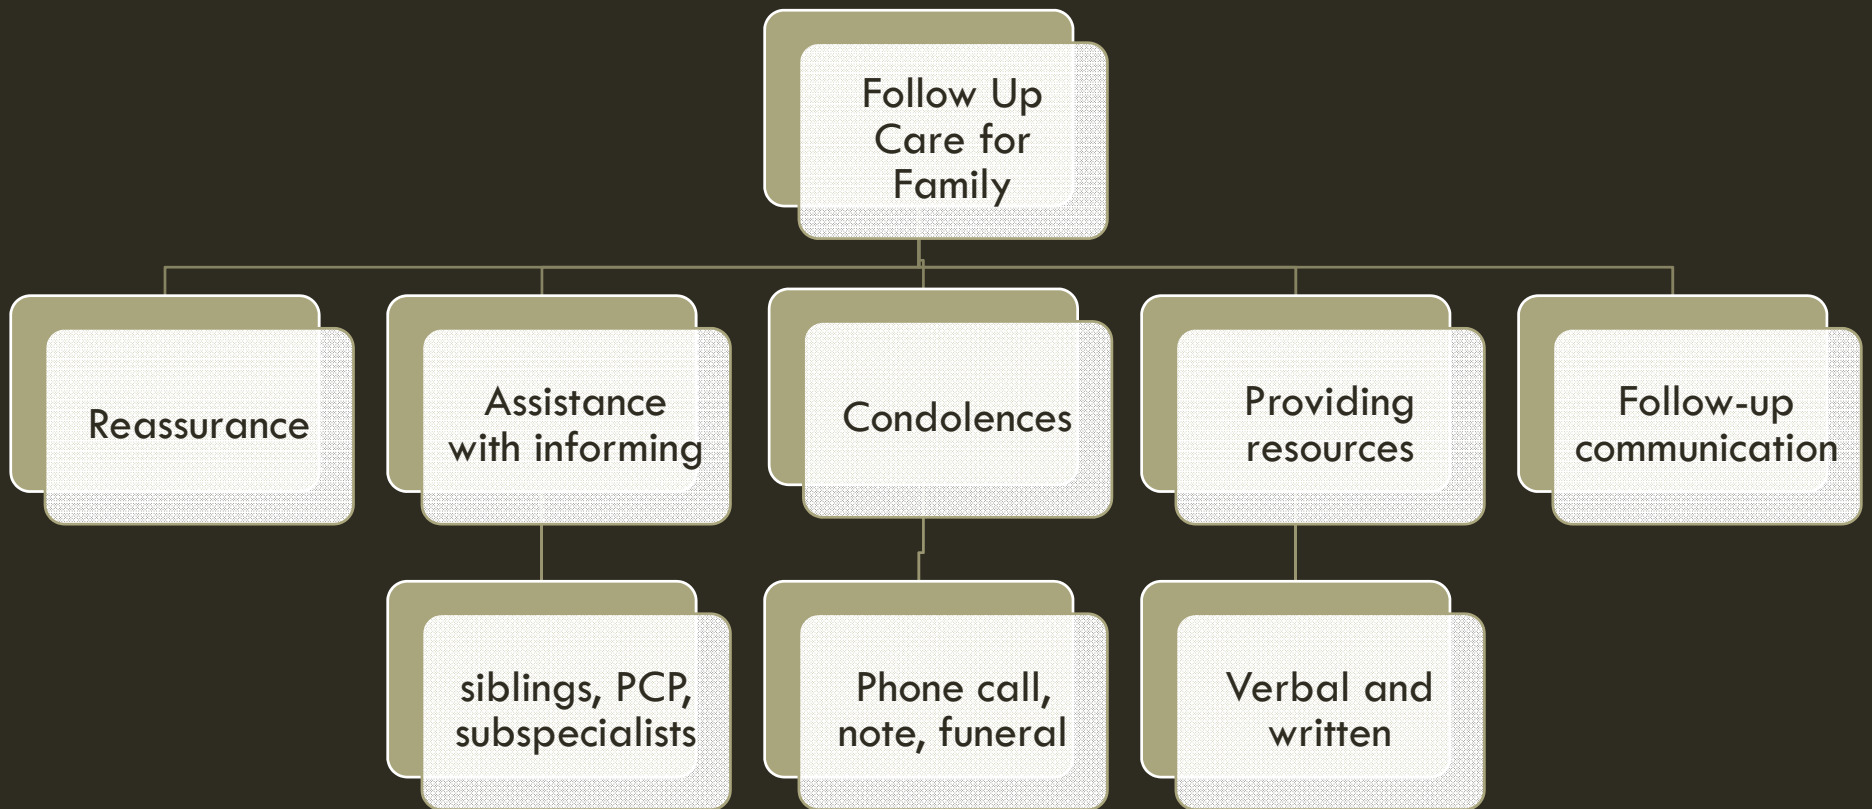 Follow Up
Care for
Family
Reassurance
Assistance
with informing
Condolences
Providing
resources
Follow-up
communication
siblings, PCP,
subspecialists
Phone call,
note, funeral
Verbal and
written